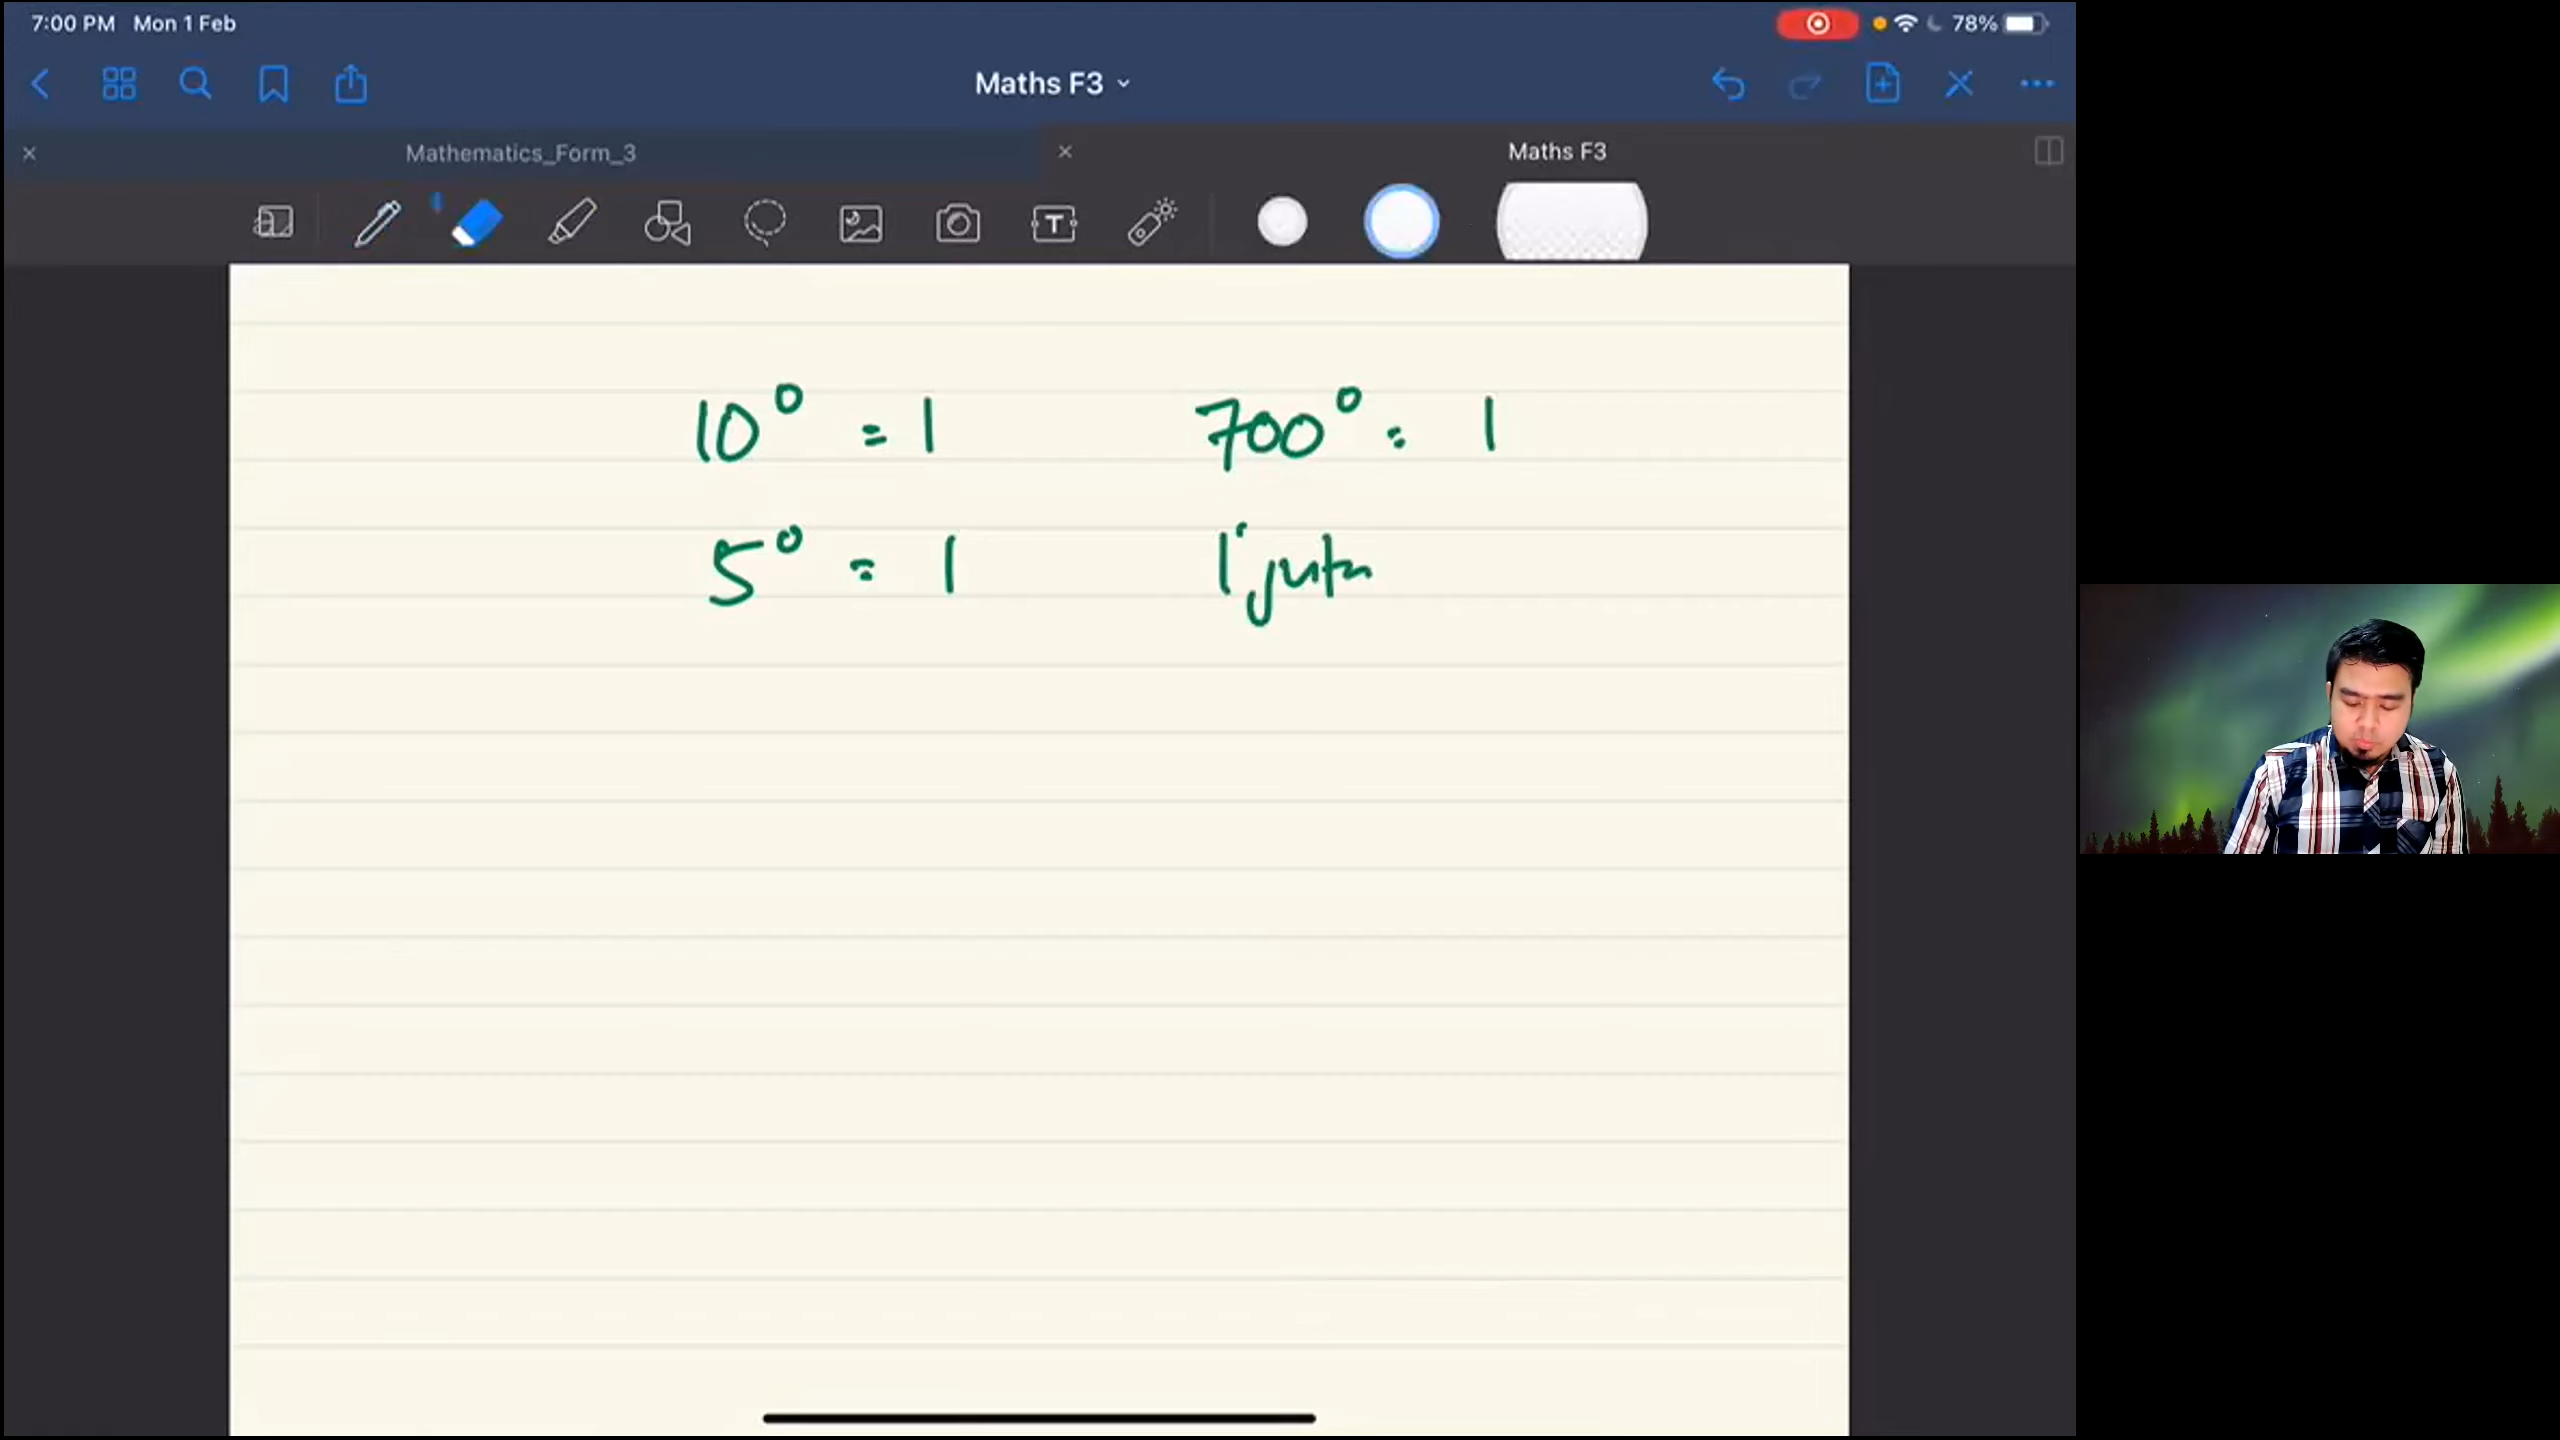 7:00 PM Mon 1 Feb 78%
Maths F3
Mathematics_Form_3 Maths F3
10⁰ = 1 700⁰ = 1
5⁰ = 1 1 juta